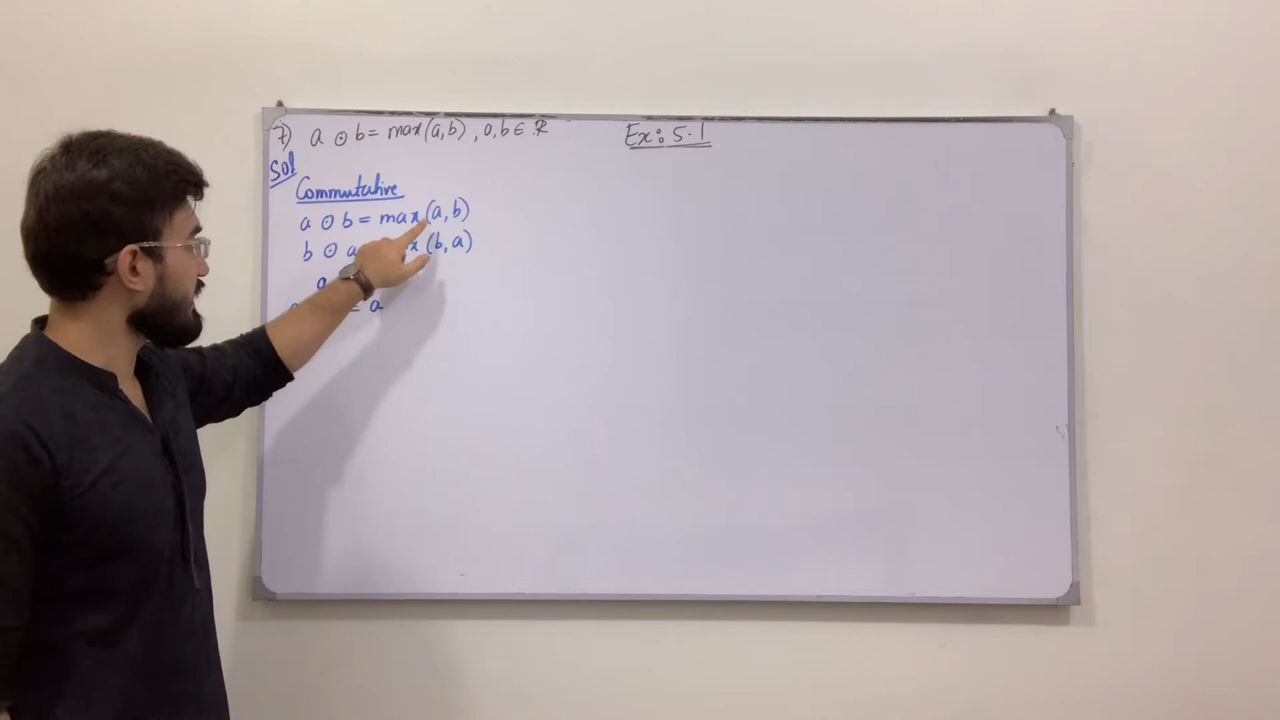 7) a ⊙ b = max(a,b) , a,b ∈ ℝ
Ex: 5.1
Sol
Commutative
a ⊙ b = max(a,b)
b ⊙ a (b,a)
a
= a